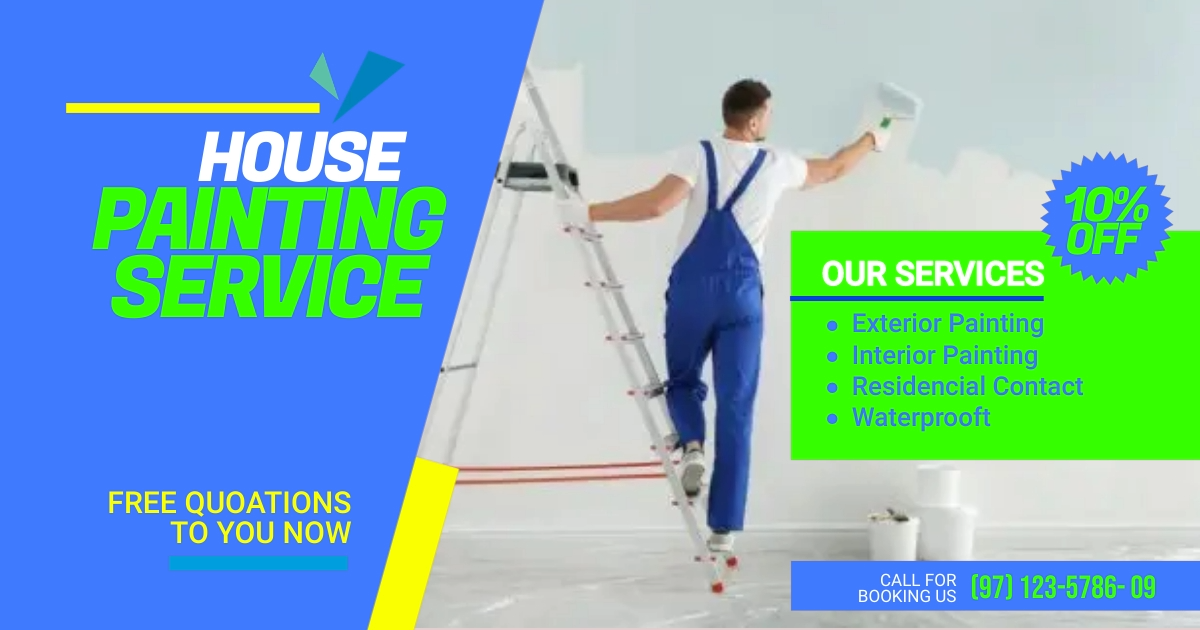 HOUSE
PAINTING
SERVICE
FREE QUOATIONS
TO YOU NOW
10%
OFF
OUR SERVICES
• Exterior Painting
• Interior Painting
• Residencial Contact
• Waterprooft
CALL FOR
BOOKING US
(97) 123-5786- 09